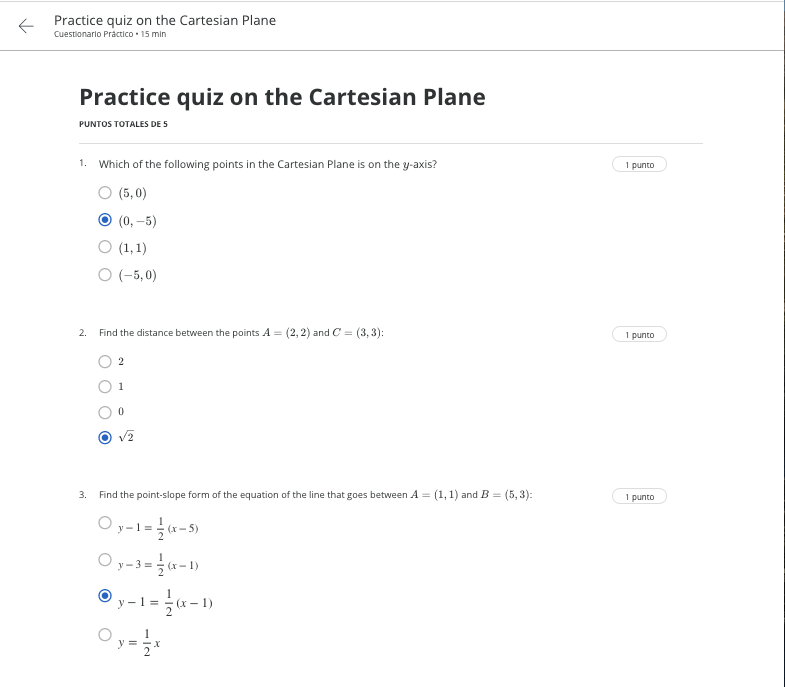 Practice quiz on the Cartesian Plane
Cuestionario Práctico • 15 min
Practice quiz on the Cartesian Plane
PUNTOS TOTALES DE 5
1. Which of the following points in the Cartesian Plane is on the y-axis? 1 punto
(5, 0)
(0, −5)
(1, 1)
(−5, 0)
2. Find the distance between the points A = (2, 2) and C = (3, 3): 1 punto
2
1
0
√2
3. Find the point-slope form of the equation of the line that goes between A = (1, 1) and B = (5, 3): 1 punto
y − 1 = 1/2 (x − 5)
y − 3 = 1/2 (x − 1)
y − 1 = 1/2 (x − 1)
y = 1/2 x